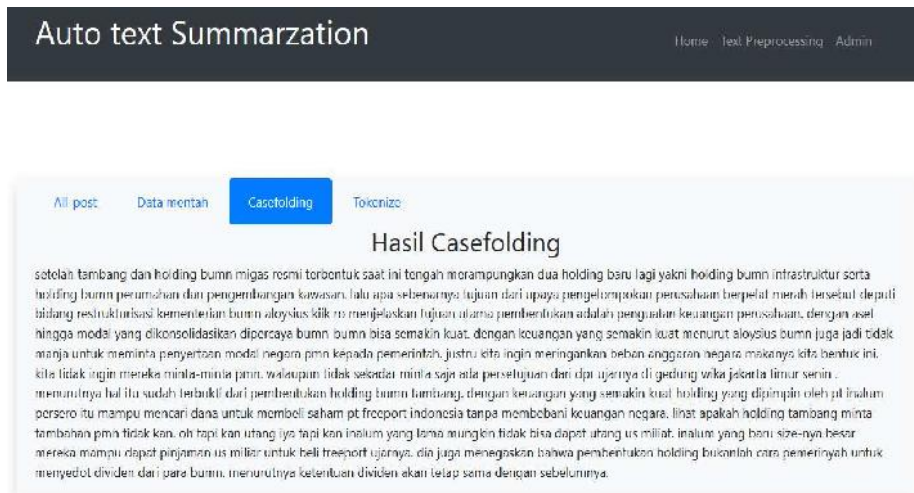 Auto text Summarzation
Home Text Preprocessing Admin
All post Data mentah Casefolding Tokenize
Hasil Casefolding
setelah tambang dan holding bumn migas resmi terbentuk saat ini tengah merampungkan dua holding baru lagi yakni holding bumn infrastruktur serta
holding bumn perumahan dan pengembangan kawasan. lalu apa sebenarnya tujuan dari upaya pengelompokan perusahaan berpelat merah tersebut deputi
bidang restrukturisasi kementerian bumn aloysius kiik ro menjelaskan tujuan utama pembentukan adalah penguatan keuangan perusahaan. dengan aset
hingga modal yang dikonsolidasikan dipercaya bumn bumn bisa semakin kuat. dengan keuangan yang semakin kuat menurut aloysius bumn juga jadi tidak
manja untuk meminta penyertaan modal negara pmn kepada pemerintah. justru kita ingin meringankan beban anggaran negara makanya kita bentuk ini.
kita tidak ingin mereka minta-minta pmn. walaupun tidak sekadar minta saja ada persetujuan dari dpr ujarnya di gedung wika jakarta timur senin .
menurutnya hal itu sudah terbukti dari pembentukan holding bumn tambang. dengan keuangan yang semakin kuat holding yang dipimpin oleh pt inalum
persero itu mampu mencari dana untuk membeli saham pt freeport indonesia tanpa membebani keuangan negara. lihat apakah holding tambang minta
tambahan pmn tidak kan. oh tapi kan utang iya tapi kan inalum yang lama mungkin tidak bisa dapat utang us miliat. inalum yang baru size-nya besar
mereka mampu dapat pinjaman us miliar untuk beli freeport ujarnya. dia juga menegaskan bahwa pembentukan holding bukanlah cara pemerinyah untuk
menyedot dividen dari para bumn. menurutnya ketentuan dividen akan tetap sama dengan sebelumnya.